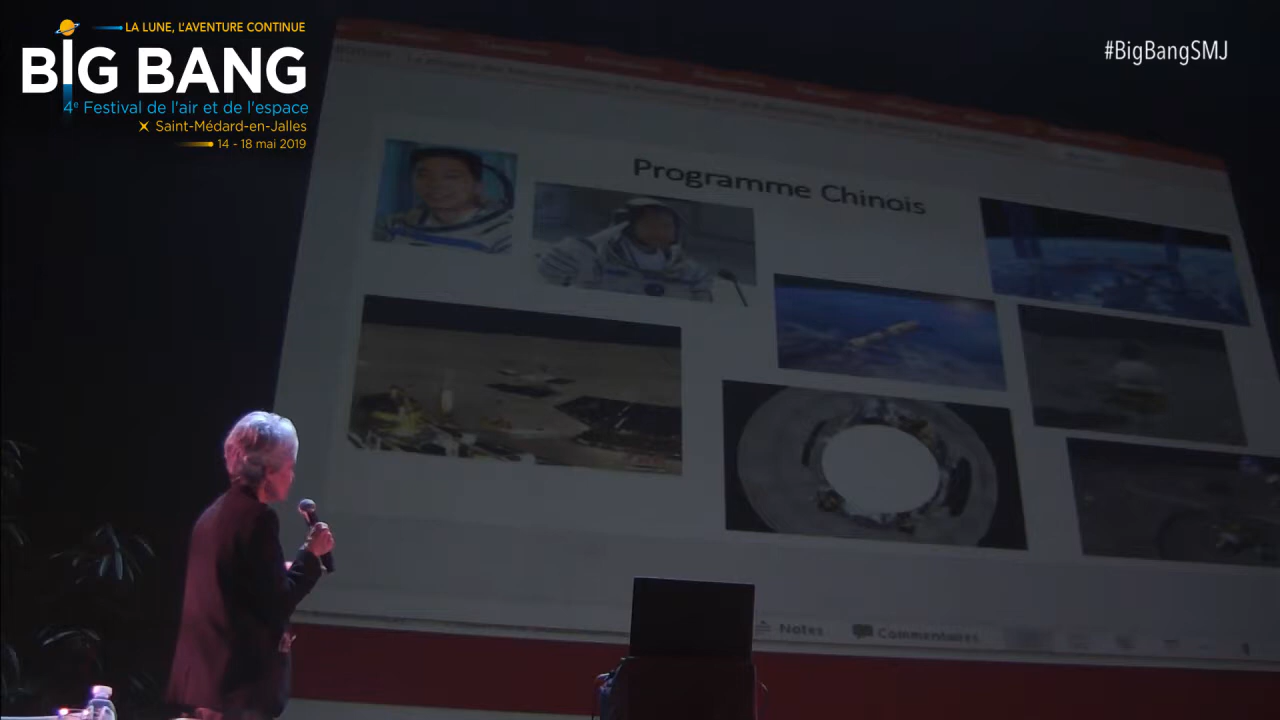 LA LUNE, L'AVENTURE CONTINUE
BIG BANG
4e Festival de l'air et de l'espace
Saint-Médard-en-Jalles
14 - 18 mai 2019
#BigBangSMJ
Programme Chinois
Notes
Commentaires